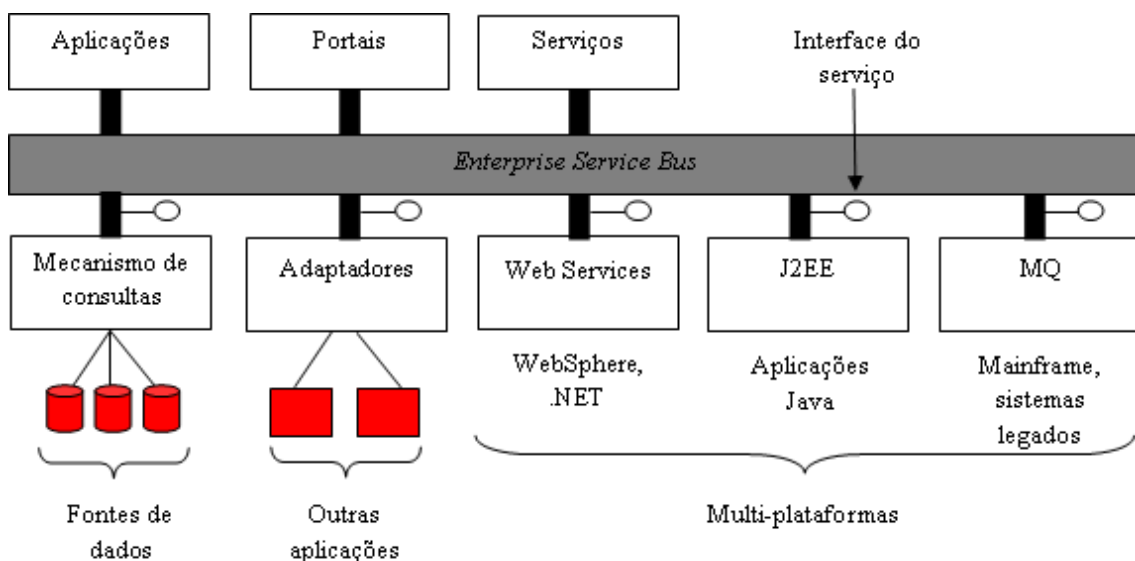 Aplicações
Portais
Serviços
Interface do
serviço
Enterprise Service Bus
Mecanismo de
consultas
Adaptadores
Web Services
J2EE
MQ
WebSphere,
.NET
Aplicações
Java
Mainframe,
sistemas
legados
Fontes de
dados
Outras
aplicações
Multi-plataformas